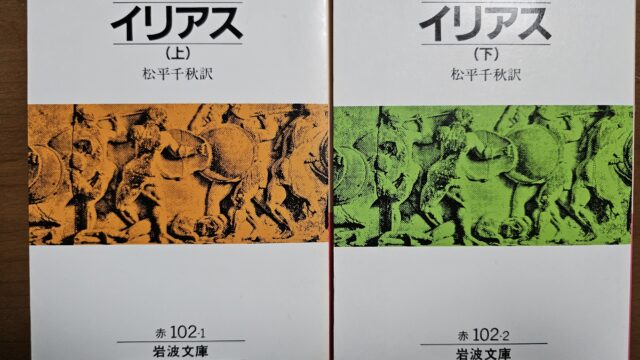 イリアス
(上)
松平千秋訳
赤 102-1
岩波文庫
イリアス
(下)
松平千秋訳
赤 102-2
岩波文庫